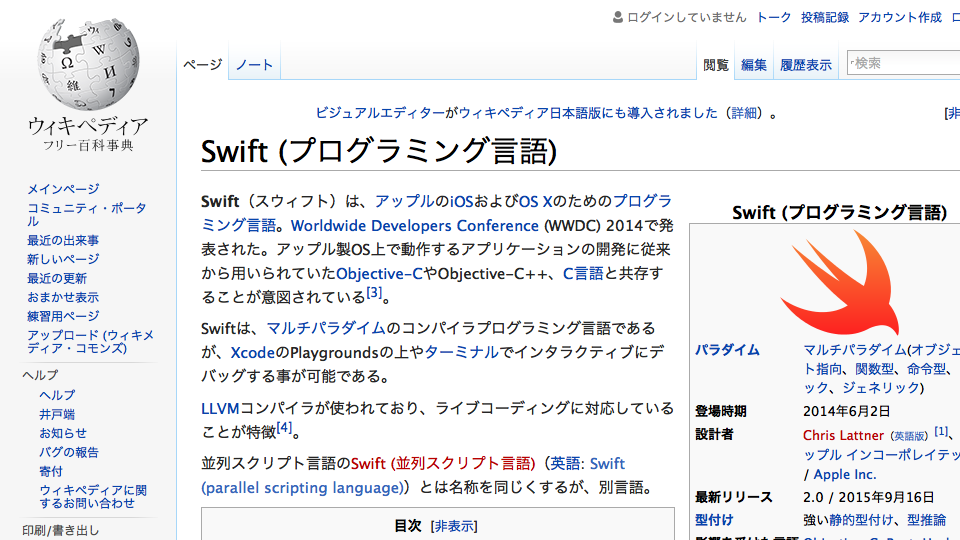 ログインしていません トーク 投稿記録 アカウント作成 ロ
ページ ノート 閲覧 編集 履歴表示 検索
ウィキペディア
フリー百科事典
メインページ
コミュニティ・ポータ
ル
最近の出来事
新しいページ
最近の更新
おまかせ表示
練習用ページ
アップロード (ウィキメ
ディア・コモンズ)
ヘルプ
ヘルプ
井戸端
お知らせ
バグの報告
寄付
ウィキペディアに関
するお問い合わせ
印刷/書き出し
ビジュアルエディターがウィキペディア日本語版にも導入されました（詳細）。 [非
Swift (プログラミング言語)
Swift（スウィフト）は、アップルのiOSおよびOS Xのためのプログラ
ミング言語。Worldwide Developers Conference (WWDC) 2014で発
表された。アップル製OS上で動作するアプリケーションの開発に従来
から用いられていたObjective-CやObjective-C++、C言語と共存す
ることが意図されている[3]。
Swiftは、マルチパラダイムのコンパイラプログラミング言語である
が、XcodeのPlaygroundsの上やターミナルでインタラクティブにデ
バッグする事が可能である。
LLVMコンパイラが使われており、ライブコーディングに対応している
ことが特徴[4]。
並列スクリプト言語のSwift (並列スクリプト言語)（英語: Swift
(parallel scripting language)）とは名称を同じくするが、別言語。
目次 [非表示]
Swift (プログラミング言語)
パラダイム マルチパラダイム(オブジェ
ト指向、関数型、命令型、
ック、ジェネリック)
登場時期 2014年6月2日
設計者 Chris Lattner（英語版）[1]、
ップル インコーポレイテッ
/ Apple Inc.
最新リリース 2.0 / 2015年9月16日
型付け 強い静的型付け、型推論